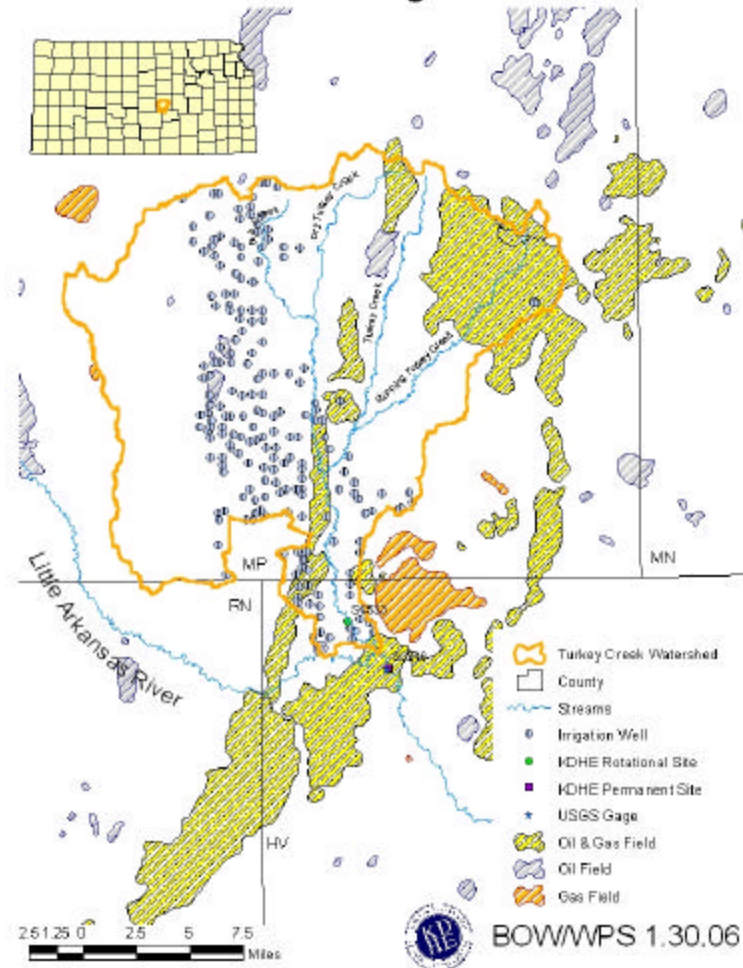 Dry Turkey Creek
Turkey Creek
Running Turkey Creek
MP
MN
RN
Little Arkansas River
HV
Turkey Creek Watershed
County
Streams
Irrigation Well
KDHE Rotational Site
KDHE Permanent Site
USGS Gage
Oil & Gas Field
Oil Field
Gas Field
2.5 1.25 0 2.5 5 7.5
Miles
BOW/WPS 1.30.06